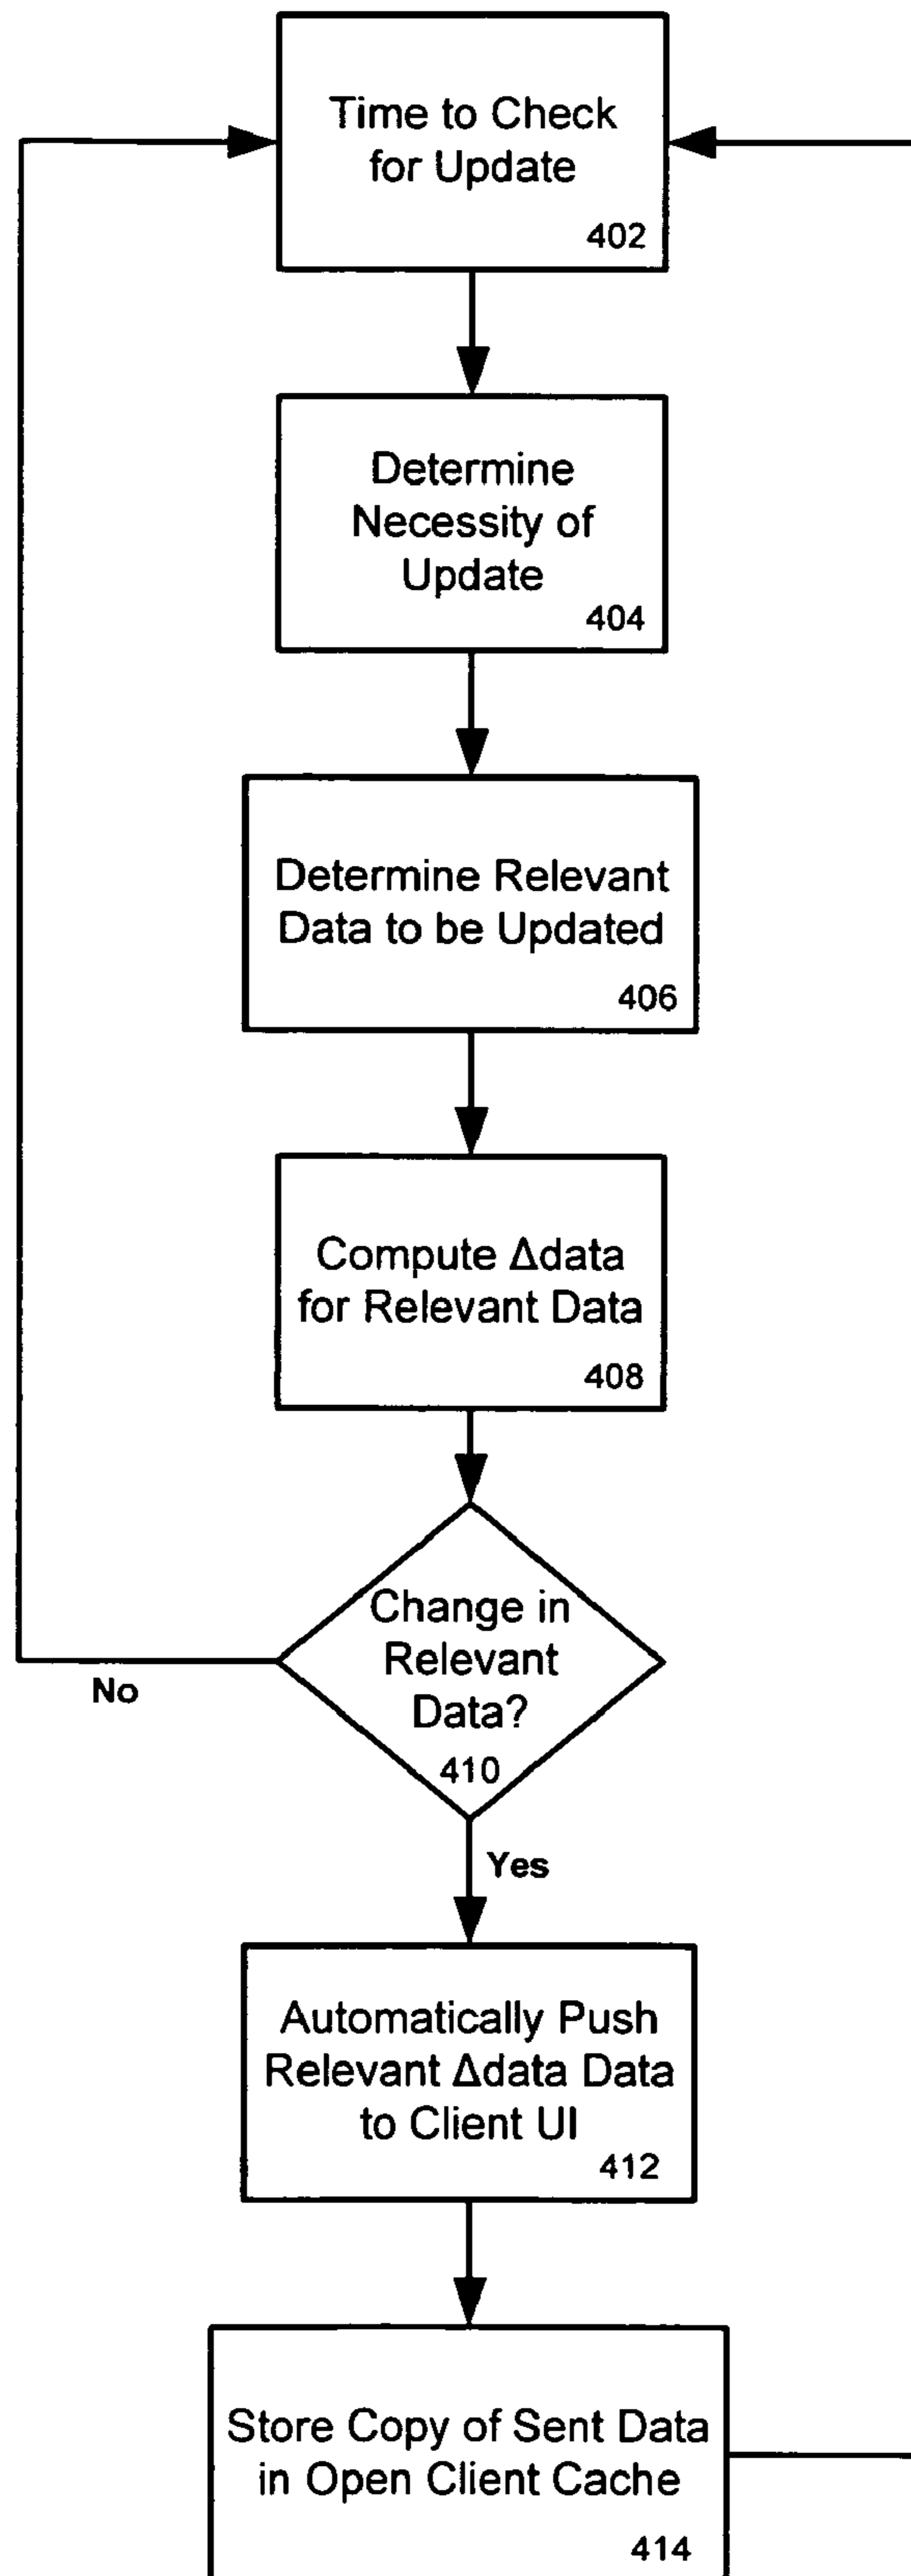 Time to Check
for Update
402
Determine
Necessity of
Update
404
Determine Relevant
Data to be Updated
406
Compute Δdata
for Relevant Data
408
Change in
Relevant
Data?
410
No
Yes
Automatically Push
Relevant Δdata Data
to Client UI
412
Store Copy of Sent Data
in Open Client Cache
414